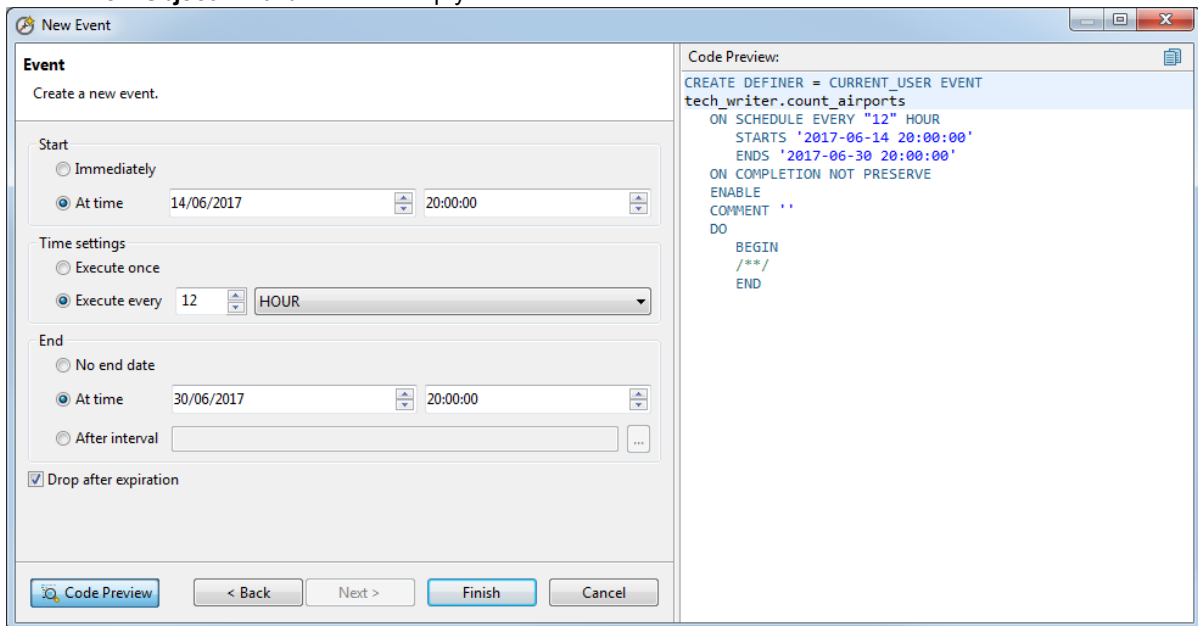 New Event
Event
Create a new event.
Start
Immediately
At time 14/06/2017 20:00:00
Time settings
Execute once
Execute every 12 HOUR
End
No end date
At time 30/06/2017 20:00:00
After interval ...
Drop after expiration
Code Preview < Back Next > Finish Cancel
Code Preview:
CREATE DEFINER = CURRENT_USER EVENT
tech_writer.count_airports
ON SCHEDULE EVERY "12" HOUR
STARTS '2017-06-14 20:00:00'
ENDS '2017-06-30 20:00:00'
ON COMPLETION NOT PRESERVE
ENABLE
COMMENT ''
DO
BEGIN
/**/
END